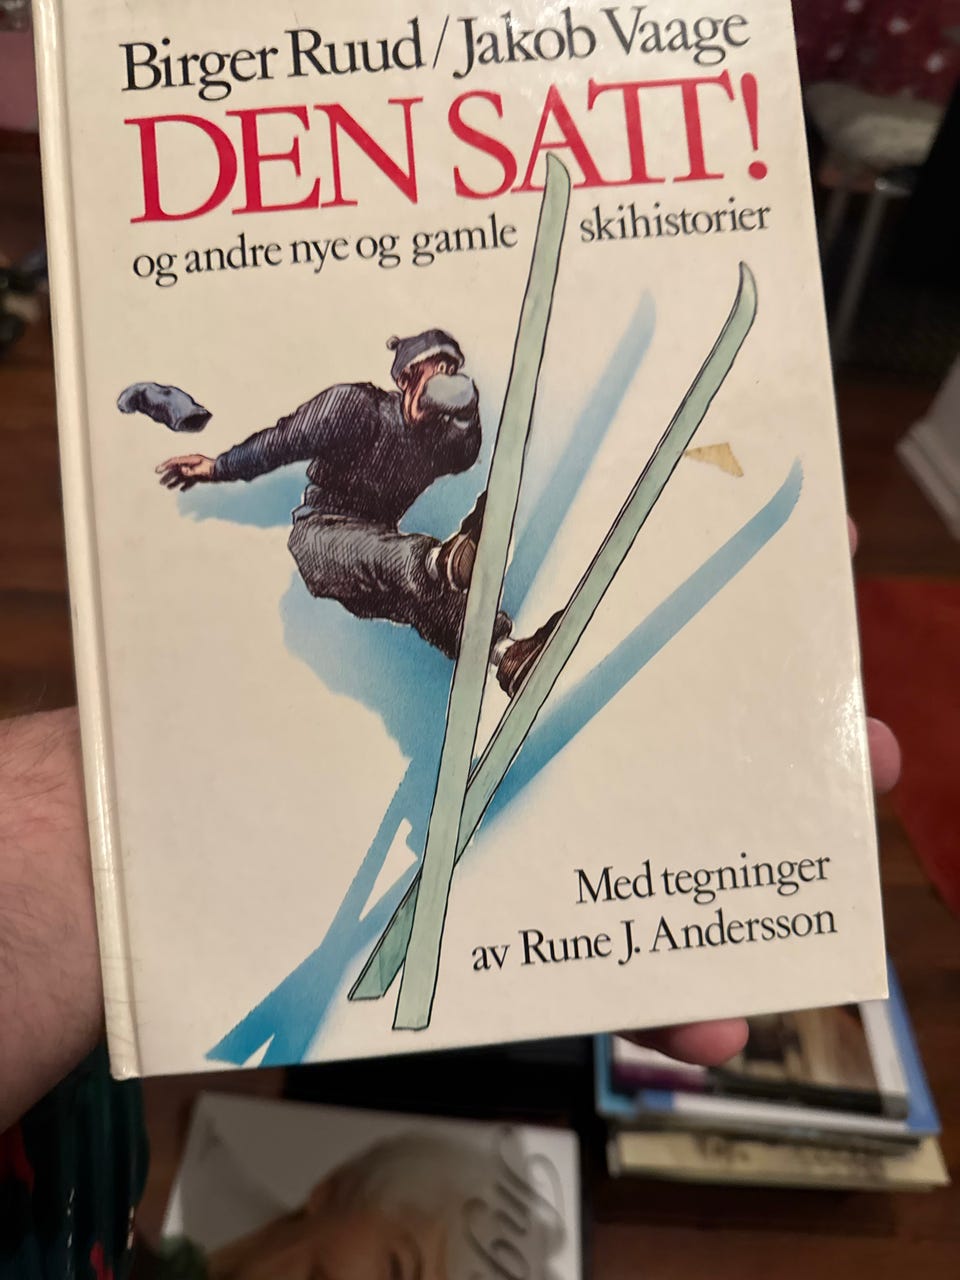 Birger Ruud / Jakob Vaage
DEN SATT!
og andre nye og gamle skihistorier
Med tegninger
av Rune J. Andersson